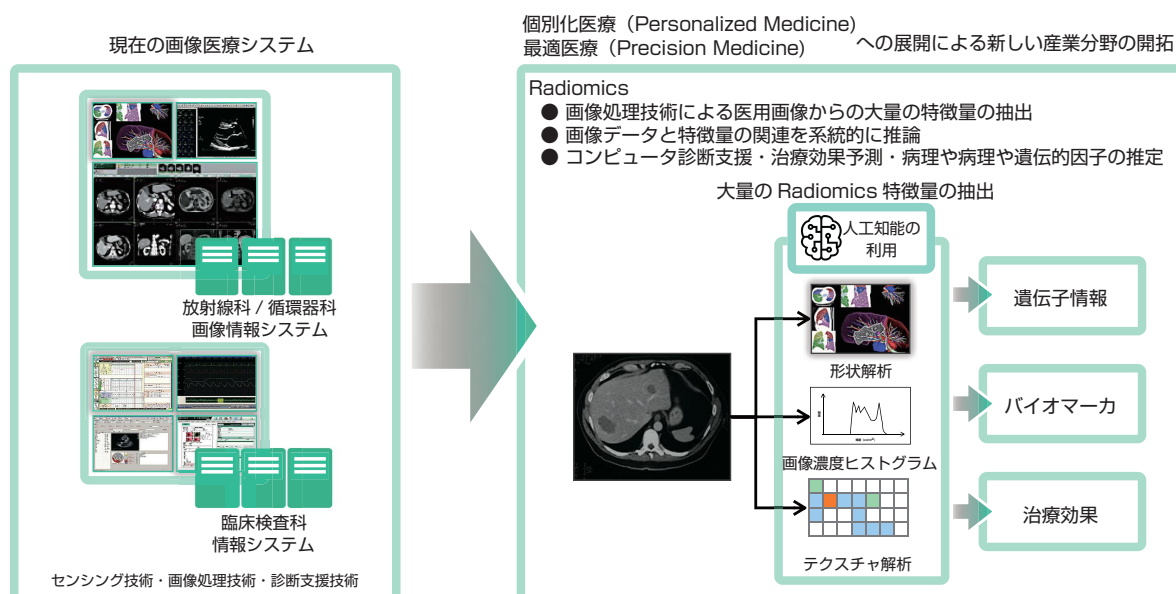 現在の画像医療システム
放射線科 / 循環器科
画像情報システム
臨床検査科
情報システム
センシング技術・画像処理技術・診断支援技術
個別化医療（Personalized Medicine）
最適医療（Precision Medicine）
への展開による新しい産業分野の開拓
Radiomics
● 画像処理技術による医用画像からの大量の特徴量の抽出
● 画像データと特徴量の関連を系統的に推論
● コンピュータ診断支援・治療効果予測・病理や病理や遺伝的因子の推定
大量の Radiomics 特徴量の抽出
人工知能の
利用
形状解析
画像濃度ヒストグラム
テクスチャ解析
遺伝子情報
バイオマーカ
治療効果